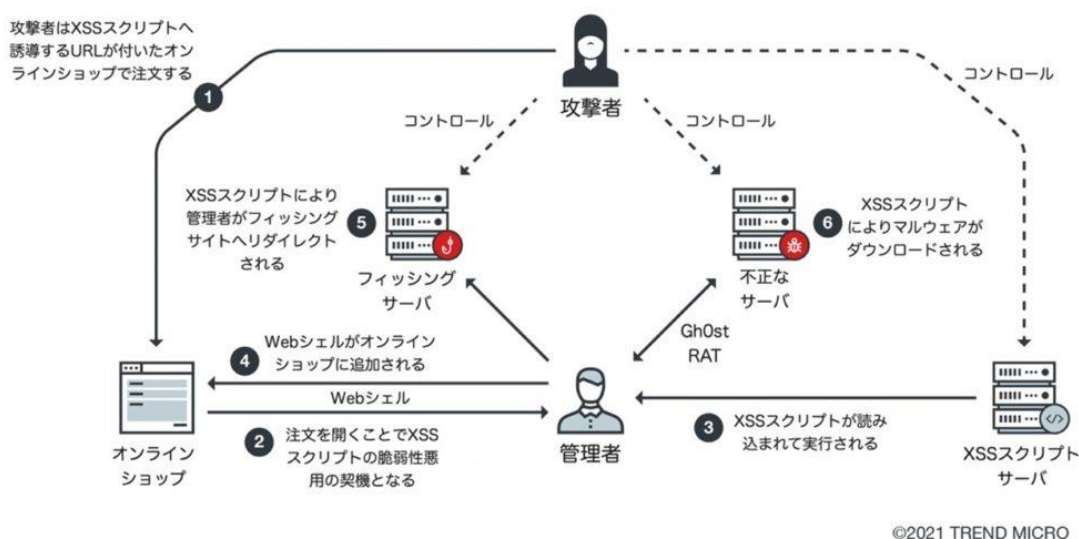 攻撃者はXSSスクリプトへ
誘導するURLが付いたオン
ラインショップで注文する
1
攻撃者
コントロール
コントロール
コントロール
XSSスクリプトにより
管理者がフィッシング
サイトへリダイレクト
される
5
フィッシング
サーバ
不正な
サーバ
6
XSSスクリプト
によりマルウェアが
ダウンロードされる
Gh0st
RAT
4
Webシェルがオンライン
ショップに追加される
Webシェル
2
注文を開くことでXSS
スクリプトの脆弱性悪
用の契機となる
オンライン
ショップ
管理者
3
XSSスクリプトが読み
込まれて実行される
</>
XSSスクリプト
サーバ
©2021 TREND MICRO